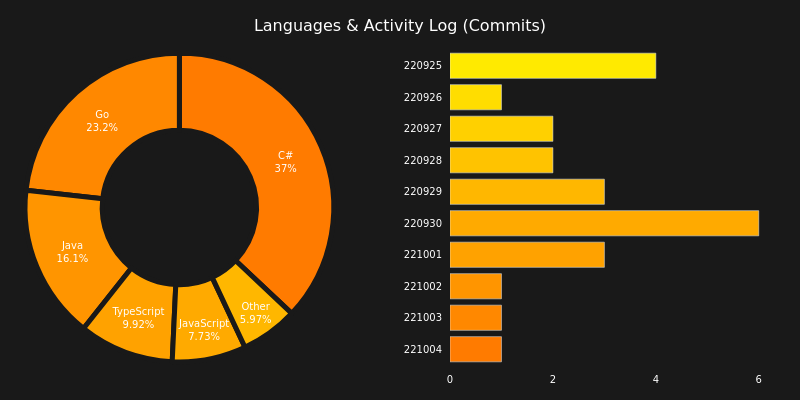 Languages & Activity Log (Commits)
Go
23.2%
C#
37%
Java
16.1%
TypeScript
9.92%
JavaScript
7.73%
Other
5.97%
220925
220926
220927
220928
220929
220930
221001
221002
221003
221004
0 2 4 6